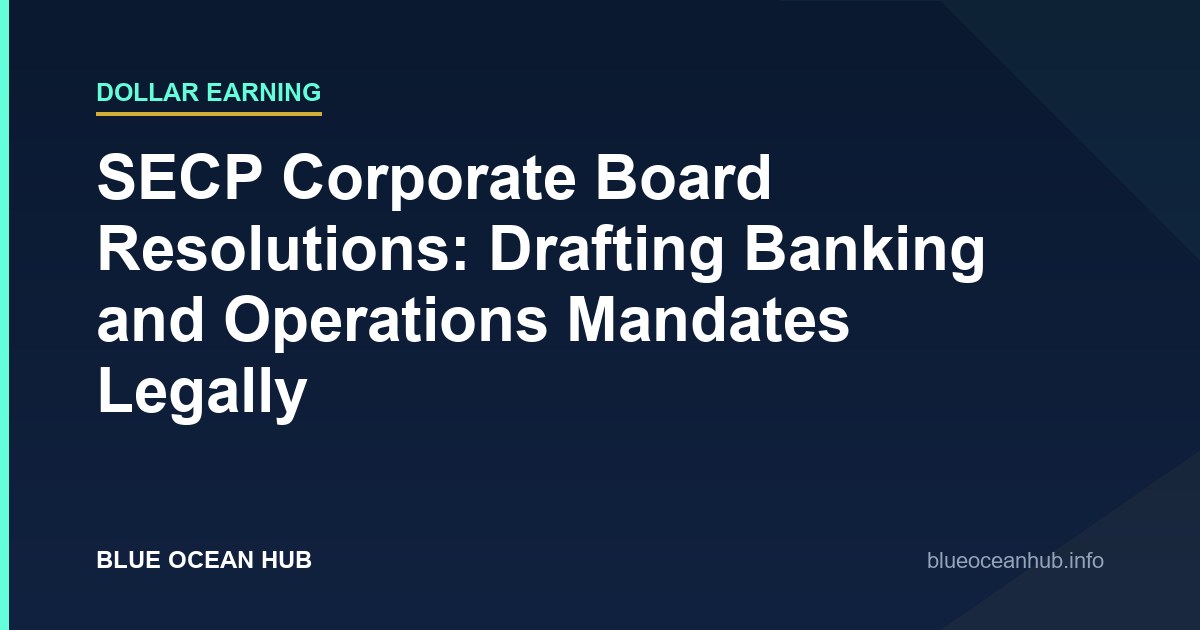 DOLLAR EARNING
SECP Corporate Board
Resolutions: Drafting Banking
and Operations Mandates
Legally
BLUE OCEAN HUB
blueoceanhub.info